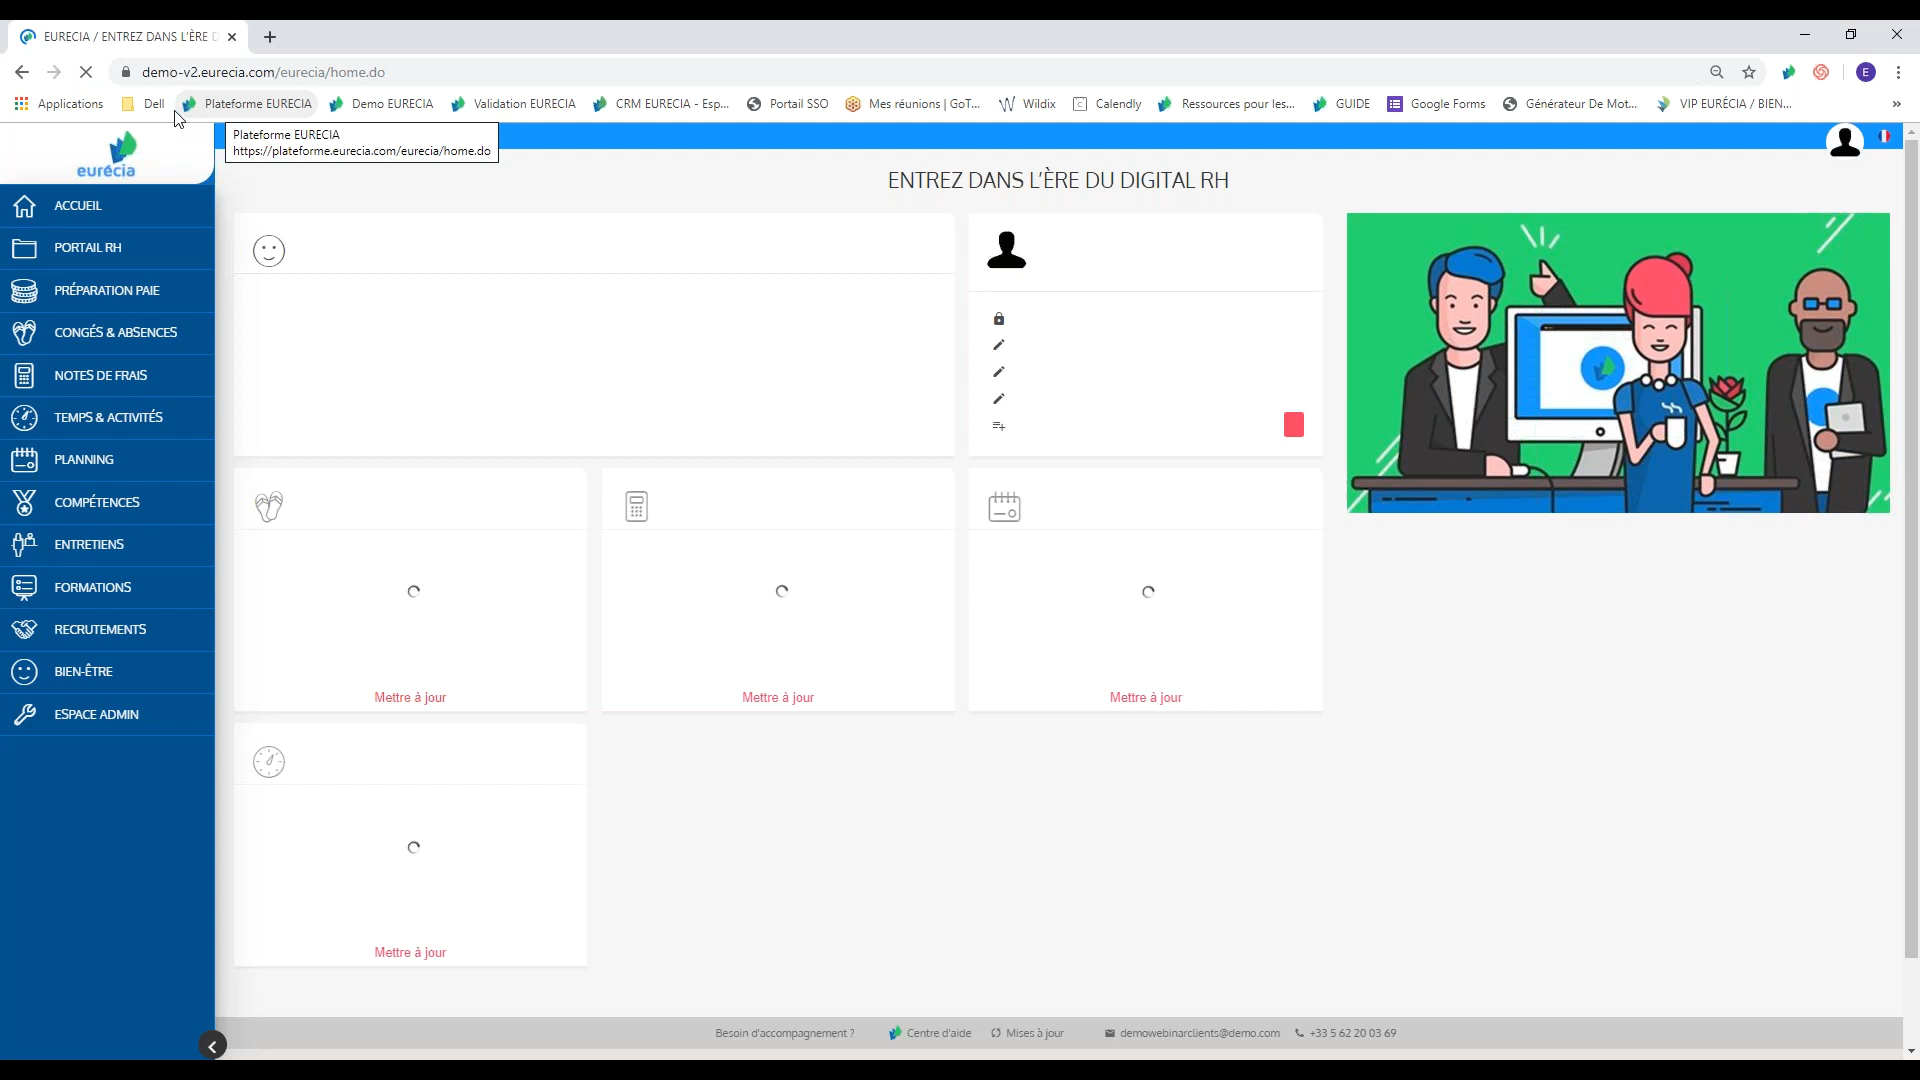 EURECIA / ENTREZ DANS L'ÈRE D
demo-v2.eurecia.com/eurecia/home.do
Applications
Dell
Plateforme EURECIA
Demo EURECIA
Validation EURECIA
CRM EURECIA - Esp...
Portail SSO
Mes réunions | GoT...
Wildix
Calendly
Ressources pour les...
GUIDE
Google Forms
Générateur De Mot...
VIP EURÉCIA / BIEN...
E
Plateforme EURECIA
https://plateforme.eurecia.com/eurecia/home.do
eurécia
ENTREZ DANS L'ÈRE DU DIGITAL RH
ACCUEIL
PORTAIL RH
PRÉPARATION PAIE
CONGÉS & ABSENCES
NOTES DE FRAIS
TEMPS & ACTIVITÉS
PLANNING
COMPÉTENCES
ENTRETIENS
FORMATIONS
RECRUTEMENTS
BIEN-ÊTRE
ESPACE ADMIN
Mettre à jour
Mettre à jour
Mettre à jour
Mettre à jour
Besoin d'accompagnement ?
Centre d'aide
Mises à jour
demowebinarclients@demo.com
+33 5 62 20 03 69